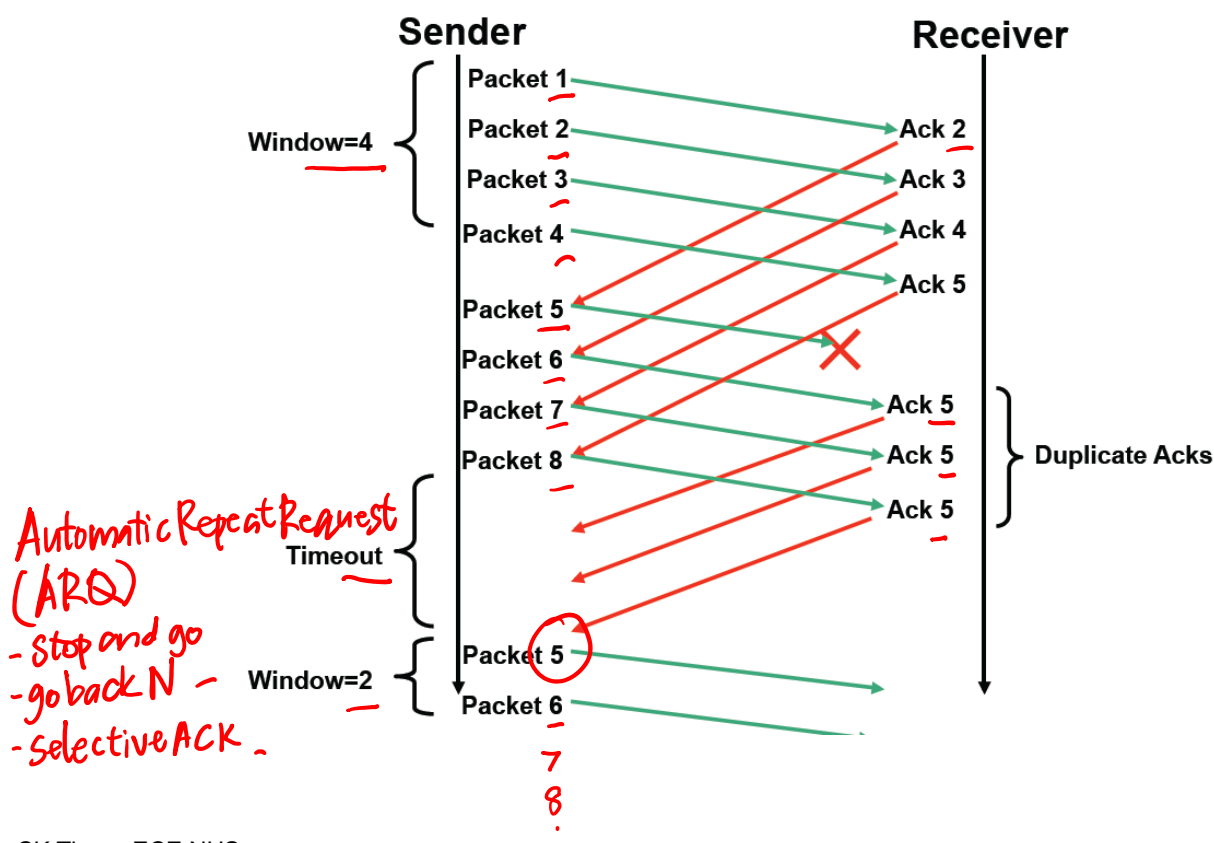 Sender
Receiver
Packet 1
Packet 2
Ack 2
Window=4
Packet 3
Ack 3
Packet 4
Ack 4
Ack 5
Packet 5
Packet 6
Packet 7
Ack 5
Packet 8
Ack 5
Duplicate Acks
Ack 5
Automatic Repeat Request
(ARQ)
Timeout
- stop and go
- go back N -
- selective ACK -
Packet 5
Window=2
Packet 6
7
8